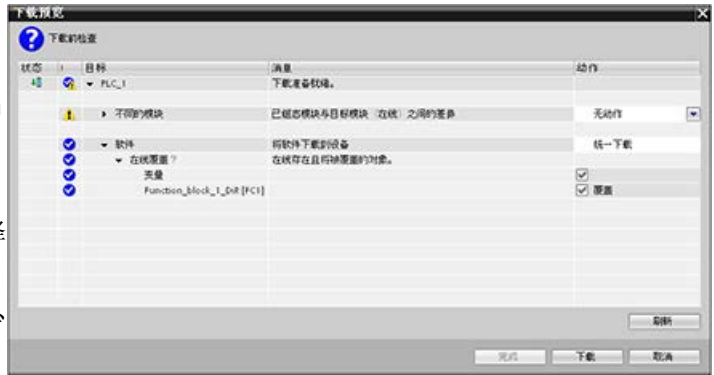 下载预览
下载前检查
状态 ! 目标 消息 动作
PLC_1 下载准备就绪。
不同的模块 已组态模块与目标模块（在线）之间的差异 无动作
软件 将软件下载到设备 统一下载
在线覆盖？ 在线存在且将被覆盖的对象。
变量
Function_block_1_DiR [FC1] 覆盖
刷新
完成 下载 取消